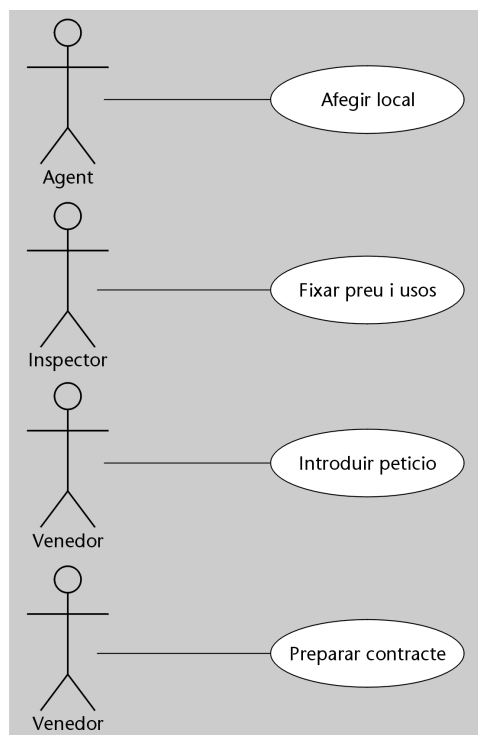 Afegir local
Agent
Fixar preu i usos
Inspector
Introduir peticio
Venedor
Preparar contracte
Venedor